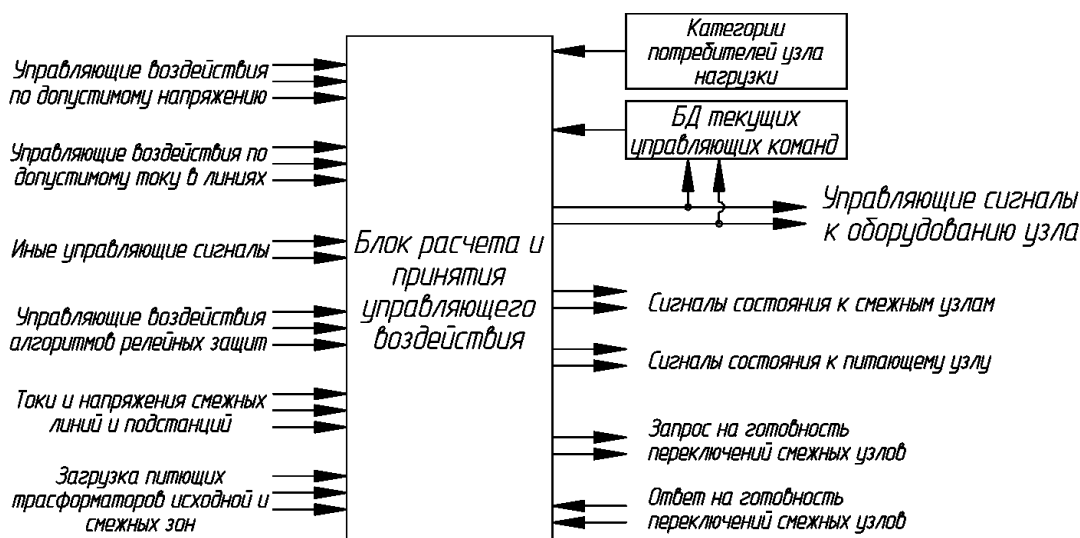 Управляющие воздействия
по допустимому напряжению
Управляющие воздействия по
допустимому току в линиях
Иные управляющие сигналы
Управляющие воздействия
алгоритмов релейных защит
Токи и напряжения смежных
линий и подстанций
Загрузка питющих
трасформаторов исходной и
смежных зон
Блок расчета и
принятия
управляющего
воздействия
Категории
потребителей узла
нагрузки
БД текущих
управляющих команд
Управляющие сигналы
к оборудованию узла
Сигналы состояния к смежным узлам
Сигналы состояния к питающему узлу
Запрос на готовность
переключений смежных узлов
Ответ на готовность
переключений смежных узлов